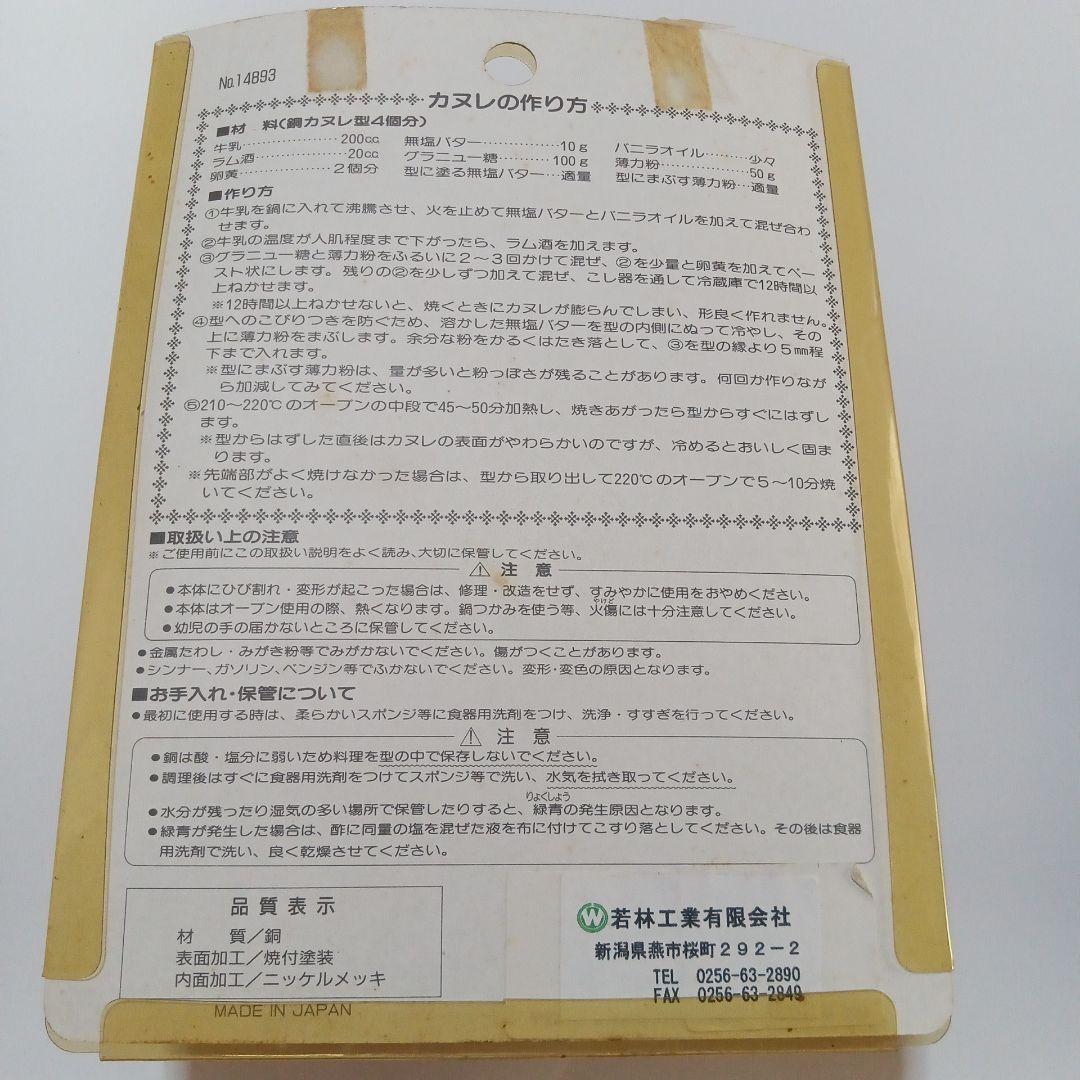 No.14893
カヌレの作り方
■材 料(銅カヌレ型4個分)
牛乳………………200cc 無塩バター……………10g バニラオイル………少々
ラム酒………………20cc グラニュー糖………100g 薄力粉………………50g
卵黄………………2個分 型に塗る無塩バター…適量 型にまぶす薄力粉…適量
■作り方
①牛乳を鍋に入れて沸騰させ、火を止めて無塩バターとバニラオイルを加えて混ぜ合わ
せます。
②牛乳の温度が人肌程度まで下がったら、ラム酒を加えます。
③グラニュー糖と薄力粉をふるいに2〜3回かけて混ぜ、②を少量と卵黄を加えてペー
スト状にします。残りの②を少しずつ加えて混ぜ、こし器を通して冷蔵庫で12時間以
上ねかせます。
※12時間以上ねかせないと、焼くときにカヌレが膨らんでしまい、形良く作れません。
④型へのこびりつきを防ぐため、溶かした無塩バターを型の内側にぬって冷やし、その
上に薄力粉をまぶします。余分な粉をかるくはたき落として、③を型の縁より5mm程
下まで入れます。
※型にまぶす薄力粉は、量が多いと粉っぽさが残ることがあります。何回か作りなが
ら加減してみてください。
⑤210〜220℃のオーブンの中段で45〜50分加熱し、焼きあがったら型からすぐにはずし
ます。
※型からはずした直後はカヌレの表面がやわらかいのですが、冷めるとおいしく固ま
ります。
※先端部がよく焼けなかった場合は、型から取り出して220℃のオーブンで5〜10分焼
いてください。
■取扱い上の注意
※ご使用前にこの取扱い説明をよく読み、大切に保管してください。
⚠ 注 意
●本体にひび割れ・変形が起こった場合は、修理・改造をせず、すみやかに使用をおやめください。
●本体はオーブン使用の際、熱くなります。鍋つかみを使う等、火傷には十分注意してください。
やけど
●幼児の手の届かないところに保管してください。
●金属たわし・みがき粉等でみがかないでください。傷がつくことがあります。
●シンナー、ガソリン、ベンジン等でふかないでください。変形・変色の原因となります。
■お手入れ・保管について
●最初に使用する時は、柔らかいスポンジ等に食器用洗剤をつけ、洗浄・すすぎを行ってください。
⚠ 注 意
●銅は酸・塩分に弱いため料理を型の中で保存しないでください。
●調理後はすぐに食器用洗剤をつけてスポンジ等で洗い、水気を拭き取ってください。
りょくしょう
●水分が残ったり湿気の多い場所で保管したりすると、緑青の発生原因となります。
●緑青が発生した場合は、酢に同量の塩を混ぜた液を布に付けてこすり落としてください。その後は食器
用洗剤で洗い、良く乾燥させてください。
品質表示
材 質/銅
表面加工/焼付塗装
内面加工/ニッケルメッキ
MADE IN JAPAN
W 若林工業有限会社
新潟県燕市桜町292-2
TEL 0256-63-2890
FAX 0256-63-2849